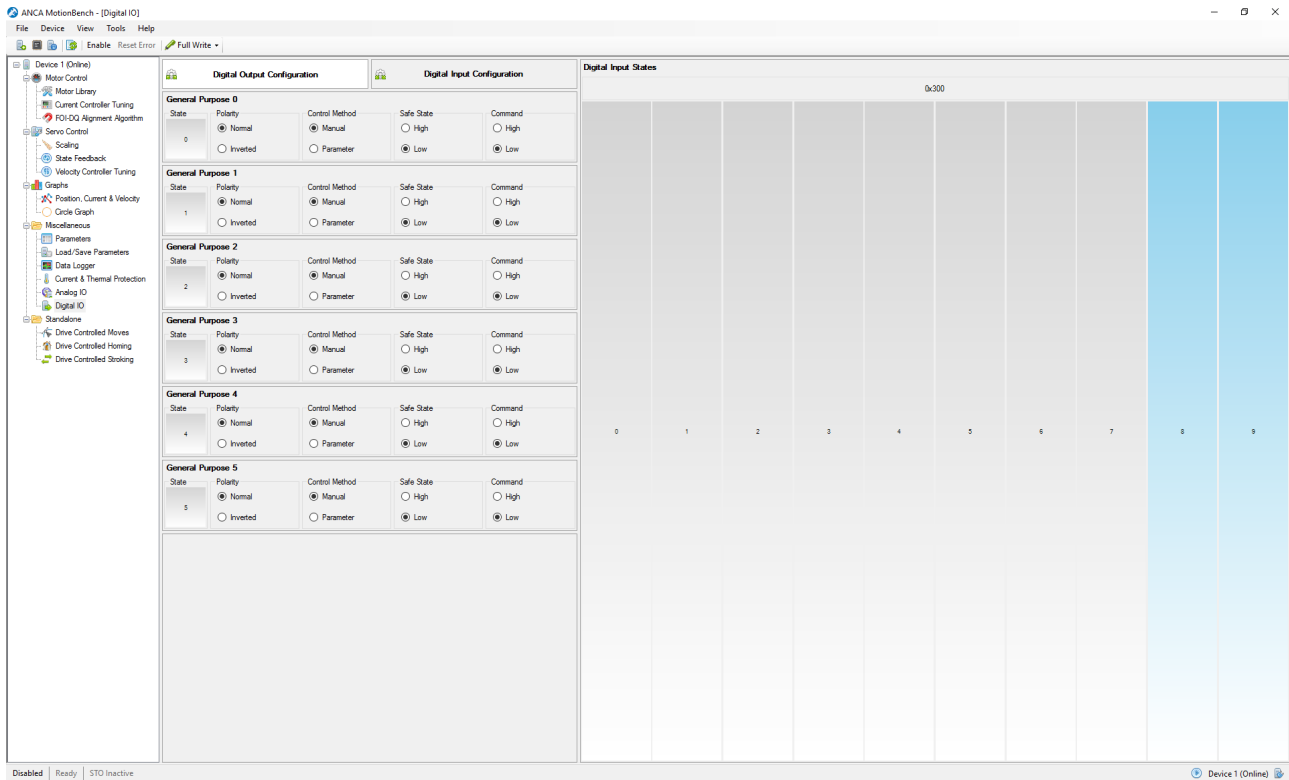 ANCA MotionBench - [Digital IO]
File Device View Tools Help
Enable Reset Error Full Write
Device 1 (Online)
Motor Control
Motor Library
Current Controller Tuning
FOI-DQ Alignment Algorithm
Servo Control
Scaling
State Feedback
Velocity Controller Tuning
Graphs
Position, Current & Velocity
Circle Graph
Miscellaneous
Parameters
Load/Save Parameters
Data Logger
Current & Thermal Protection
Analog IO
Digital IO
Standalone
Drive Controlled Moves
Drive Controlled Homing
Drive Controlled Stroking
Digital Output Configuration Digital Input Configuration
General Purpose 0
State Polarity Control Method Safe State Command
Normal Manual High High
0
Inverted Parameter Low Low
General Purpose 1
State Polarity Control Method Safe State Command
Normal Manual High High
1
Inverted Parameter Low Low
General Purpose 2
State Polarity Control Method Safe State Command
Normal Manual High High
2
Inverted Parameter Low Low
General Purpose 3
State Polarity Control Method Safe State Command
Normal Manual High High
3
Inverted Parameter Low Low
General Purpose 4
State Polarity Control Method Safe State Command
Normal Manual High High
4
Inverted Parameter Low Low
General Purpose 5
State Polarity Control Method Safe State Command
Normal Manual High High
5
Inverted Parameter Low Low
Digital Input States
0x300
0 1 2 3 4 5 6 7 8 9
Disabled Ready STO Inactive Device 1 (Online)